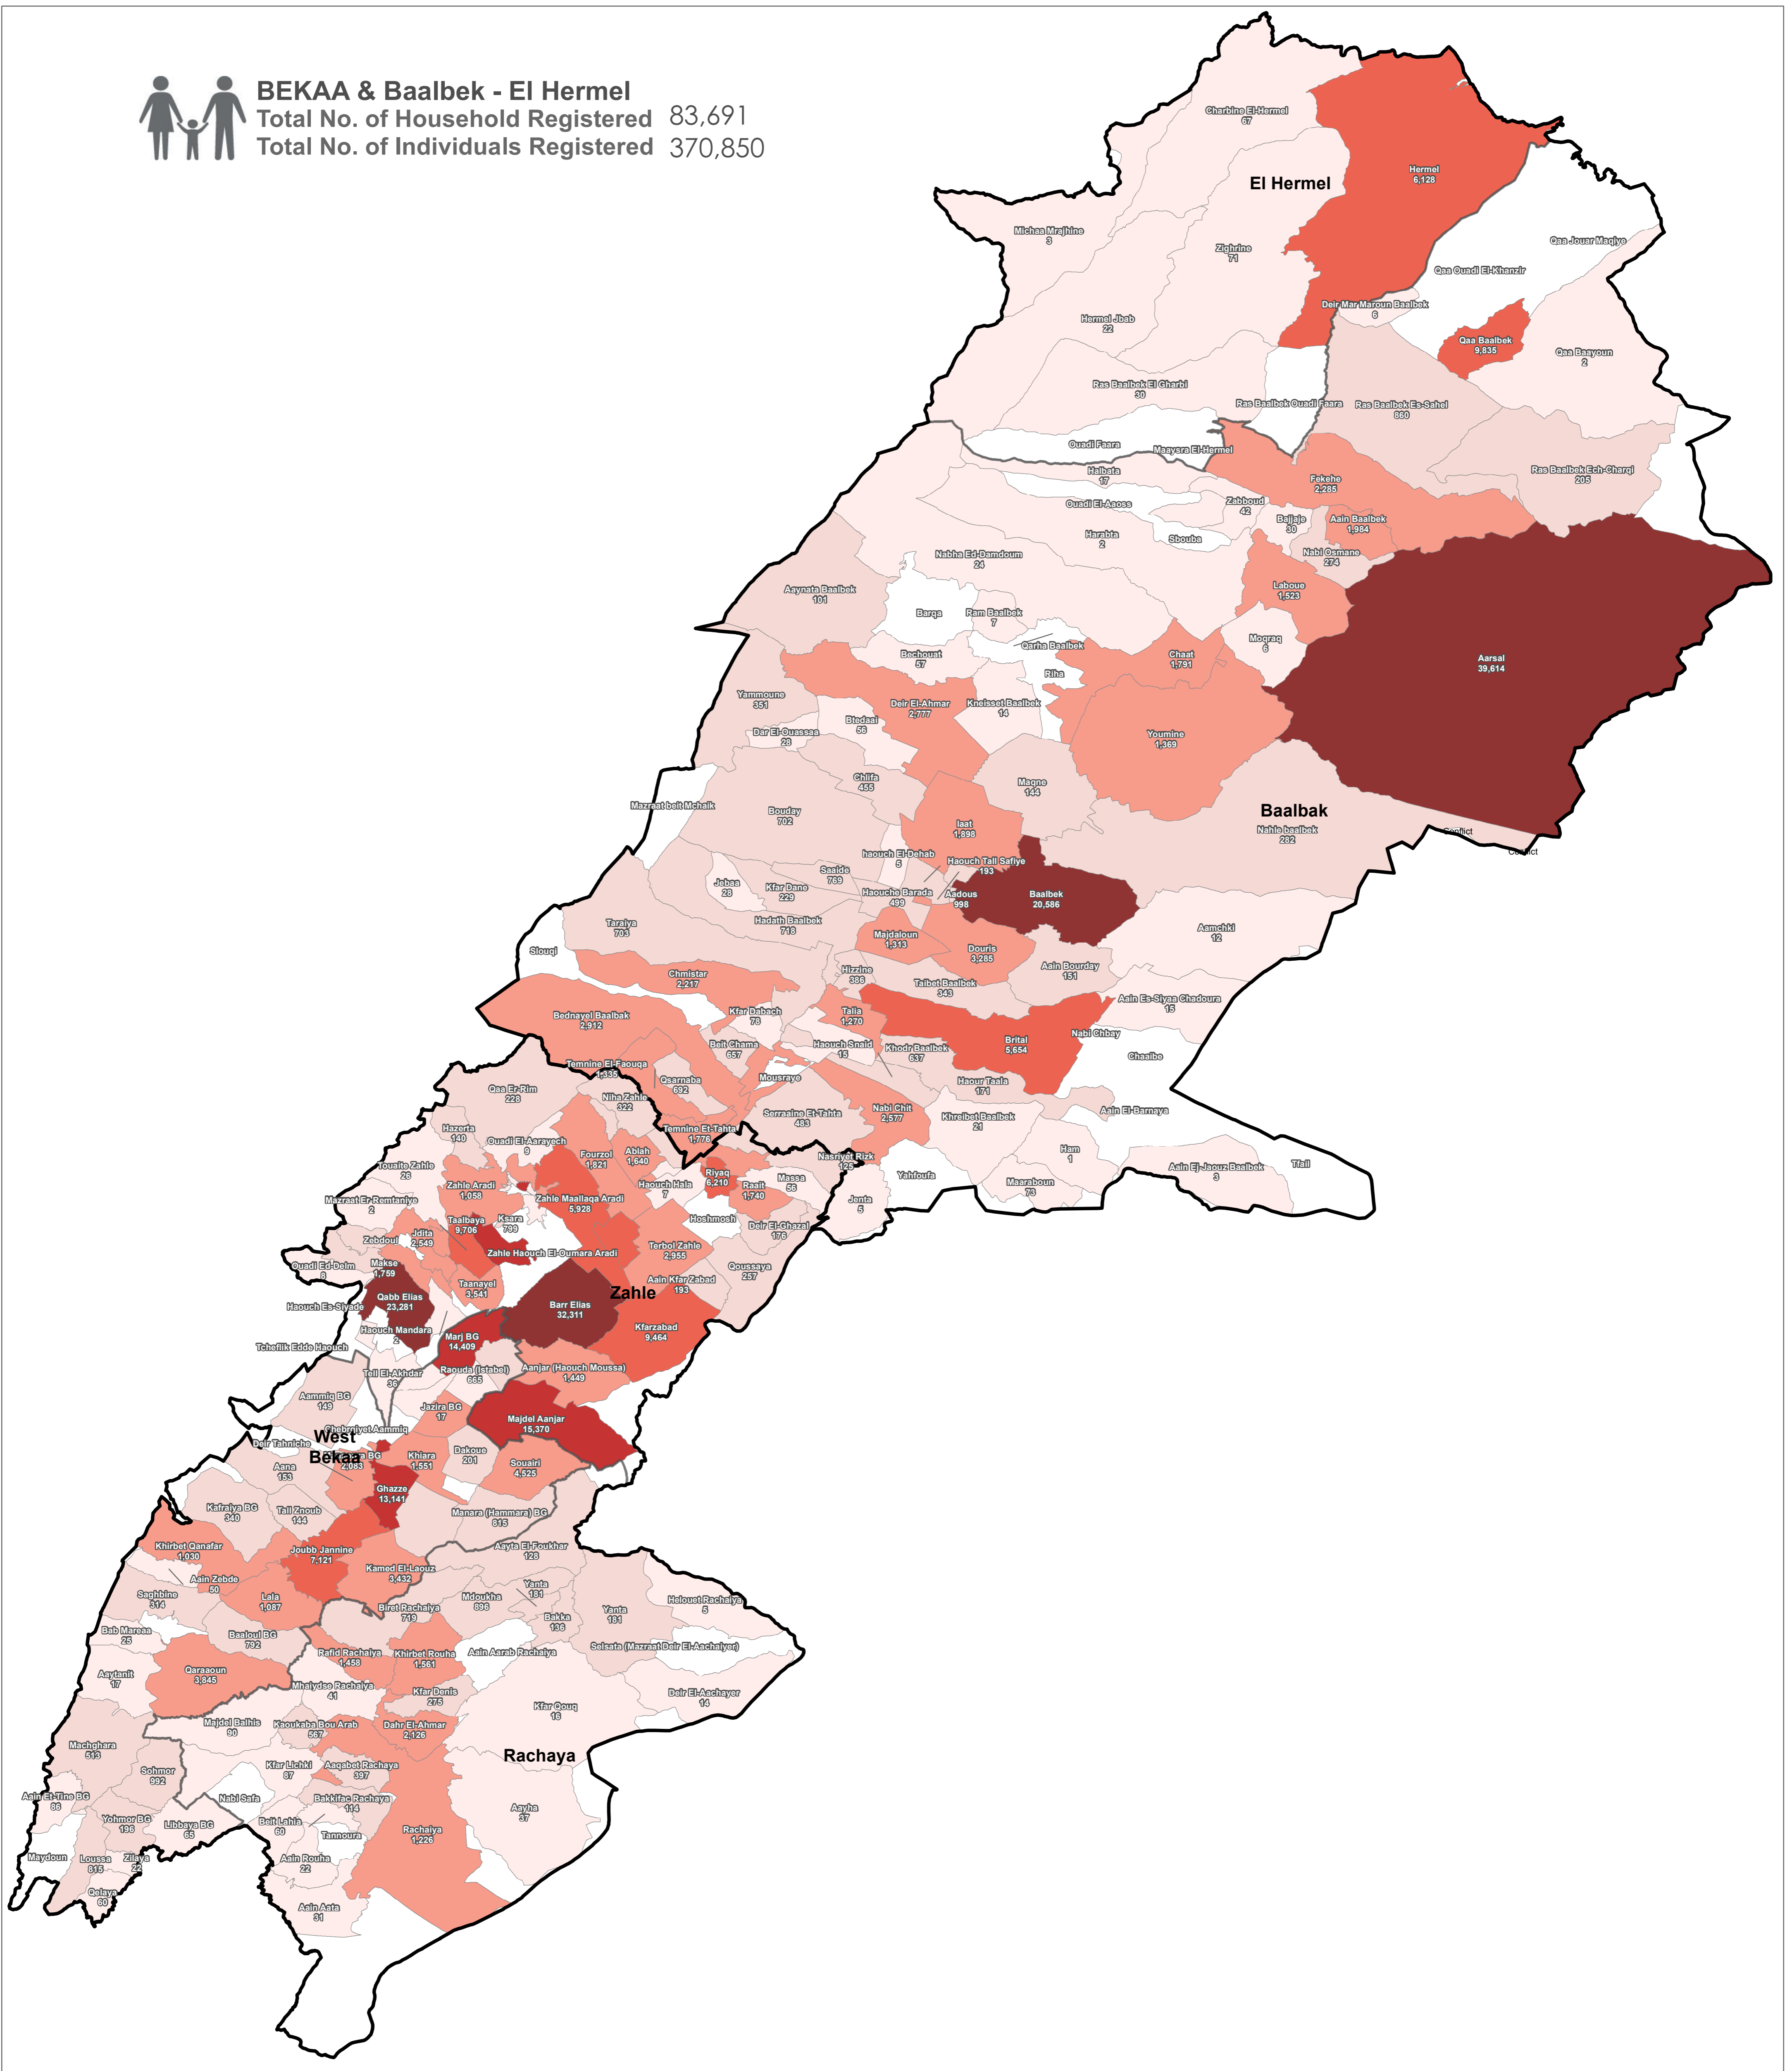 BEKAA & Baalbek - El Hermel
Total No. of Household Registered 83,691
Total No. of Individuals Registered 370,850
Charbine El-Hermel
67
Hermel
6,128
El Hermel
Michaa Mrajhine
3
Zighrine
71
Qaa Jouar Maqiye
Qaa Ouadi El-Khanzir
Deir Mar Maroun Baalbek
6
Hermel Jbab
22
Qaa Baalbek
9,835
Qaa Baayoun
2
Ras Baalbek El Gharbi
30
Ras Baalbek Ouadi Faara
Ras Baalbek Es-Sahel
860
Ouadi Faara
Maaysra El-Hermel
Halbata
17
Fekehe
2,285
Ras Baalbek Ech-Charqi
205
Ouadi El-Aaoss
Zabboud
42
Bajjaje
30
Aain Baalbek
1,984
Harabta
2
Sbouba
Nabi Osmane
274
Nabha Ed-Damdoum
24
Aaynata Baalbek
101
Laboue
1,523
Barqa
Ram Baalbek
7
Moqraq
6
Qarha Baalbek
Bechouat
57
Chaat
1,791
Aarsal
39,614
Riha
Yammoune
351
Deir El-Ahmar
2,777
Kneisset Baalbek
14
Btedaai
56
Dar El-Ouassaa
28
Youmine
1,369
Chlifa
455
Maqne
144
Mazraat beit Mchaik
Bouday
702
Baalbak
Iaat
1,898
Nahle baalbek
282
Conflict
Conflict
haouch El-Dehab
5
Haouch Tall Safiye
193
Saaide
769
Jebaa
28
Kfar Dane
229
Haouche Barada
499
Aadous
998
Baalbek
20,586
Taraiya
703
Hadath Baalbek
718
Aamchki
12
Majdaloun
1,313
Douris
3,285
Slouqi
Aain Bourday
151
Chmistar
2,217
Hizzine
386
Taibet Baalbek
343
Aain Es-Siyaa Chadoura
15
Bednayel Baalbak
2,912
Kfar Dabach
78
Talia
1,270
Nabi Chbay
Brital
5,654
Beit Chama
657
Haouch Snaid
15
Khodr Baalbek
637
Chaaibe
Temnine El-Faouqa
1,335
Qsarnaba
692
Mousraye
Haour Taala
171
Qaa Er-Rim
228
Niha Zahle
322
Serraaine Et-Tahta
483
Nabi Chit
2,577
Khreibet Baalbek
21
Aain El-Barnaya
Hazerta
140
Temnine Et-Tahta
1,776
Ouadi El-Aarayech
9
Fourzol
1,821
Ablah
1,640
Nasriyet Rizk
125
Ham
1
Tfail
Touaite Zahle
26
Riyaq
6,210
Massa
56
Yahfoufa
Aain Ej-Jaouz Baalbek
3
Zahle Aradi
1,058
Haouch Hala
7
Raait
1,740
Maaraboun
73
Mazraat Er-Remtaniye
2
Zahle Maallaqa Aradi
5,928
Jenta
5
Taalbaya
9,706
Ksara
799
Hoshmosh
Deir El-Ghazal
176
Jdita
2,549
Zebdoul
Zahle Haouch El-Oumara Aradi
Terbol Zahle
2,955
Ouadi Ed-Delm
8
Makse
1,759
Taanayel
3,541
Qoussaya
257
Aain Kfar Zabad
193
Zahle
Qabb Elias
23,281
Haouch Es-Siyade
Barr Elias
32,311
Haouch Mandara
2
Kfarzabad
9,464
Tcheflik Edde Haouch
Marj BG
14,409
Tell El-Akhdar
36
Raouda (Istabel)
665
Aanjar (Haouch Moussa)
1,449
Aammiq BG
149
Jazira BG
17
Majdel Aanjar
15,370
Chebrqiyet Aammiq
West
Bekaa
Deir Tahniche
BG
2,083
Khiara
1,551
Dakoue
201
Souairi
4,525
Aana
153
Ghazze
13,141
Kafraiya BG
340
Tall Znoub
144
Manara (Hammara) BG
815
Khirbet Qanafar
1,030
Joubb Jannine
7,121
Aayta El-Foukhar
128
Kamed El-Laouz
3,432
Aain Zebde
50
Saghbine
314
Lala
1,087
Yanta
181
Mdoukha
896
Helouet Rachaiya
5
Biret Rachaiya
719
Bakka
136
Yanta
181
Bab Mareaa
25
Baaloul BG
792
Selsata (Mazraat Deir El-Aachaiyer)
Rafid Rachaiya
1,458
Khirbet Rouha
1,561
Aain Aarab Rachaiya
Aaytanit
17
Qaraaoun
3,845
Mhaiydse Rachaiya
41
Kfar Denis
275
Deir El-Aachayer
14
Kfar Qouq
16
Majdel Balhis
90
Kaoukaba Bou Arab
567
Dahr El-Ahmar
2,126
Machghara
513
Rachaya
Sohmor
992
Kfar Lichki
87
Aaqabet Rachaya
397
Aain Et-Tine BG
86
Nabi Safa
Bakkifac Rachaya
114
Aayha
37
Yohmor BG
196
Libbaya BG
65
Beit Lahia
60
Tannoura
Rachaiya
1,226
Maydoun
Loussa
815
Zilaya
22
Aain Rouha
22
Qelaya
60
Aain Aata
31